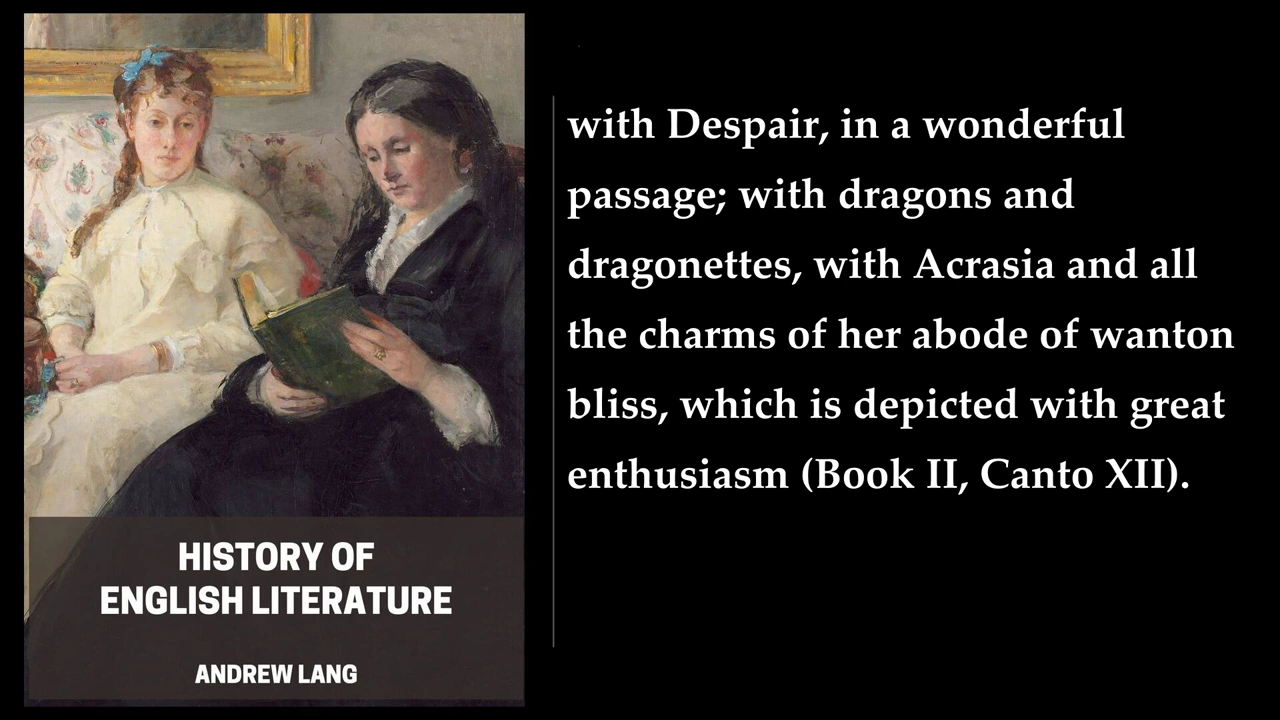 HISTORY OF
ENGLISH LITERATURE
ANDREW LANG
with Despair, in a wonderful
passage; with dragons and
dragonettes, with Acrasia and all
the charms of her abode of wanton
bliss, which is depicted with great
enthusiasm (Book II, Canto XII).